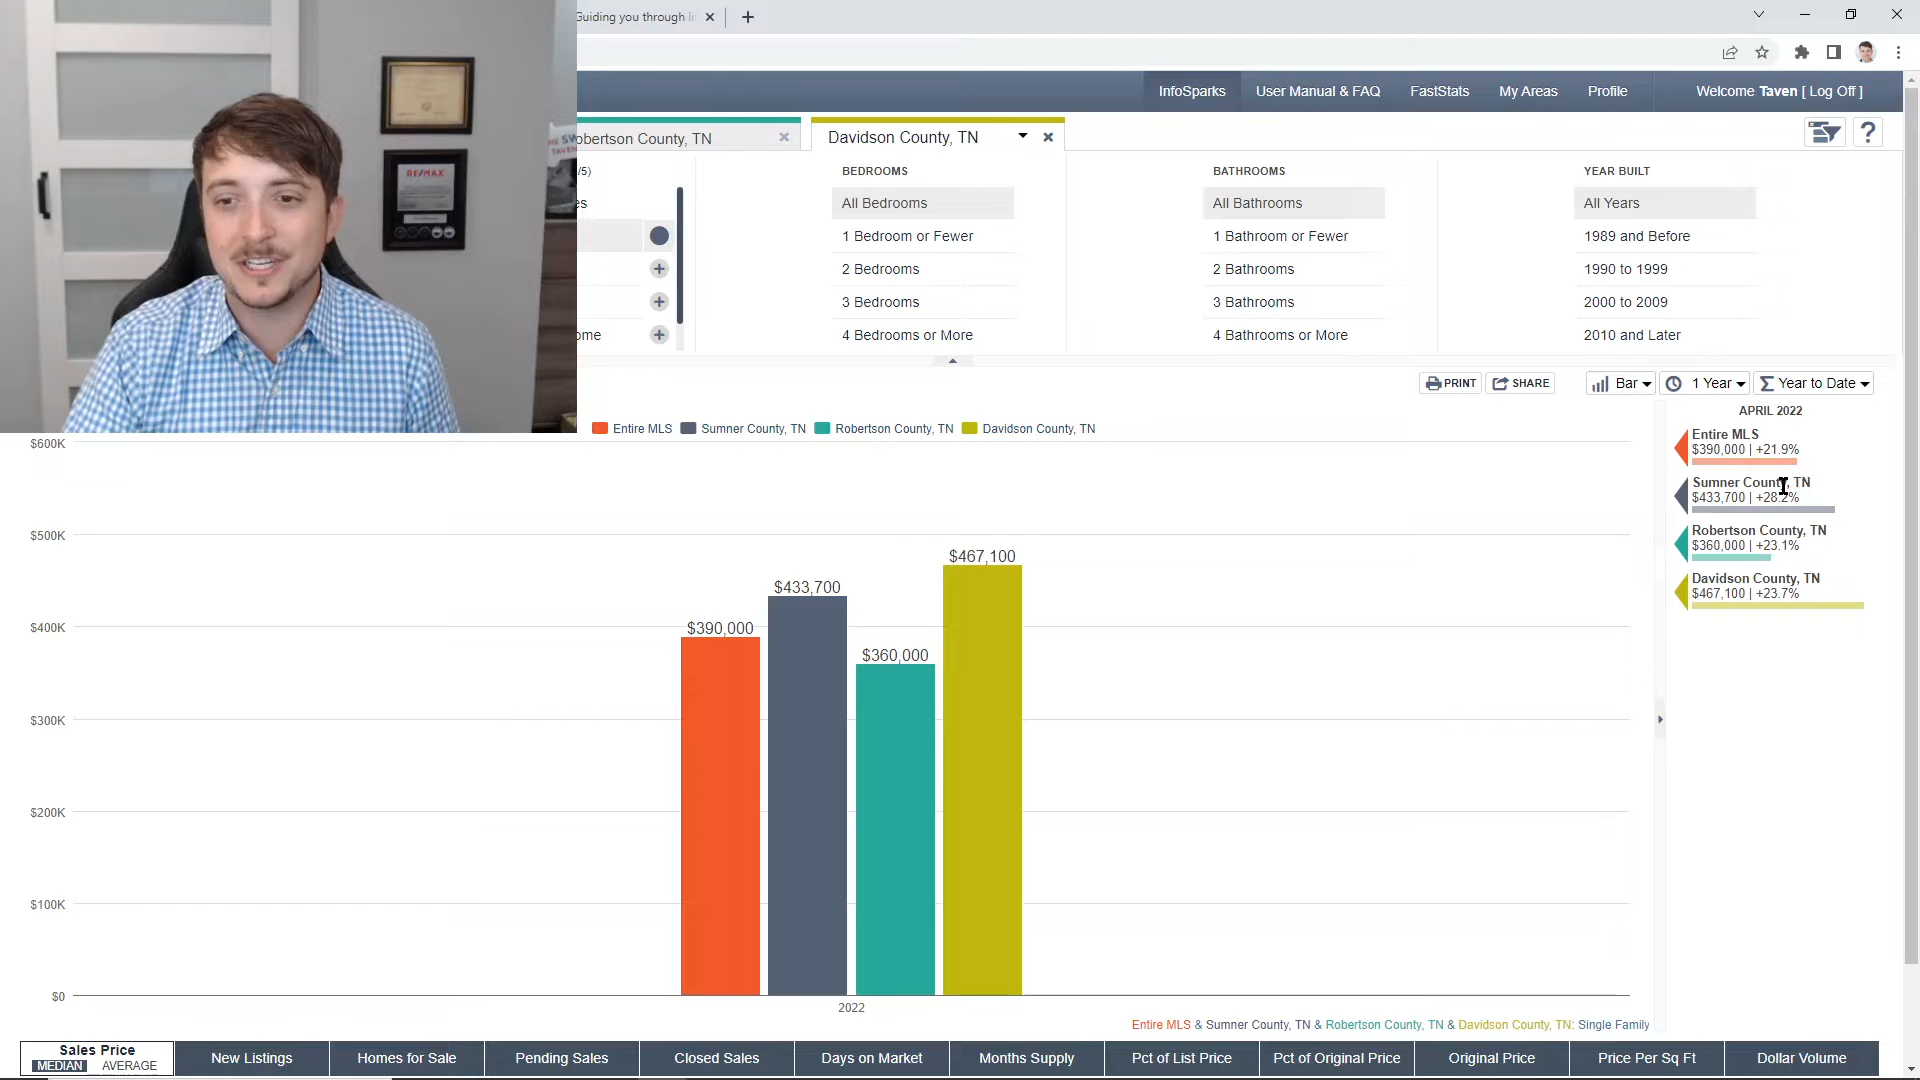 Guiding you through li
InfoSparks
User Manual & FAQ
FastStats
My Areas
Profile
Welcome Taven [ Log Off ]
obertson County, TN
Davidson County, TN
?
/5)
es
ome
BEDROOMS
All Bedrooms
1 Bedroom or Fewer
2 Bedrooms
3 Bedrooms
4 Bedrooms or More
BATHROOMS
All Bathrooms
1 Bathroom or Fewer
2 Bathrooms
3 Bathrooms
4 Bathrooms or More
YEAR BUILT
All Years
1989 and Before
1990 to 1999
2000 to 2009
2010 and Later
RE/MAX
TAVEN
PRINT
SHARE
Bar
1 Year
Year to Date
Entire MLS
Sumner County, TN
Robertson County, TN
Davidson County, TN
APRIL 2022
Entire MLS
$390,000 | +21.9%
Sumner County, TN
$433,700 | +28.2%
Robertson County, TN
$360,000 | +23.1%
Davidson County, TN
$467,100 | +23.7%
$600K
$500K
$400K
$300K
$200K
$100K
$0
$390,000
$433,700
$360,000
$467,100
2022
Entire MLS & Sumner County, TN & Robertson County, TN & Davidson County, TN: Single Family
Sales Price
MEDIAN AVERAGE
New Listings
Homes for Sale
Pending Sales
Closed Sales
Days on Market
Months Supply
Pct of List Price
Pct of Original Price
Original Price
Price Per Sq Ft
Dollar Volume